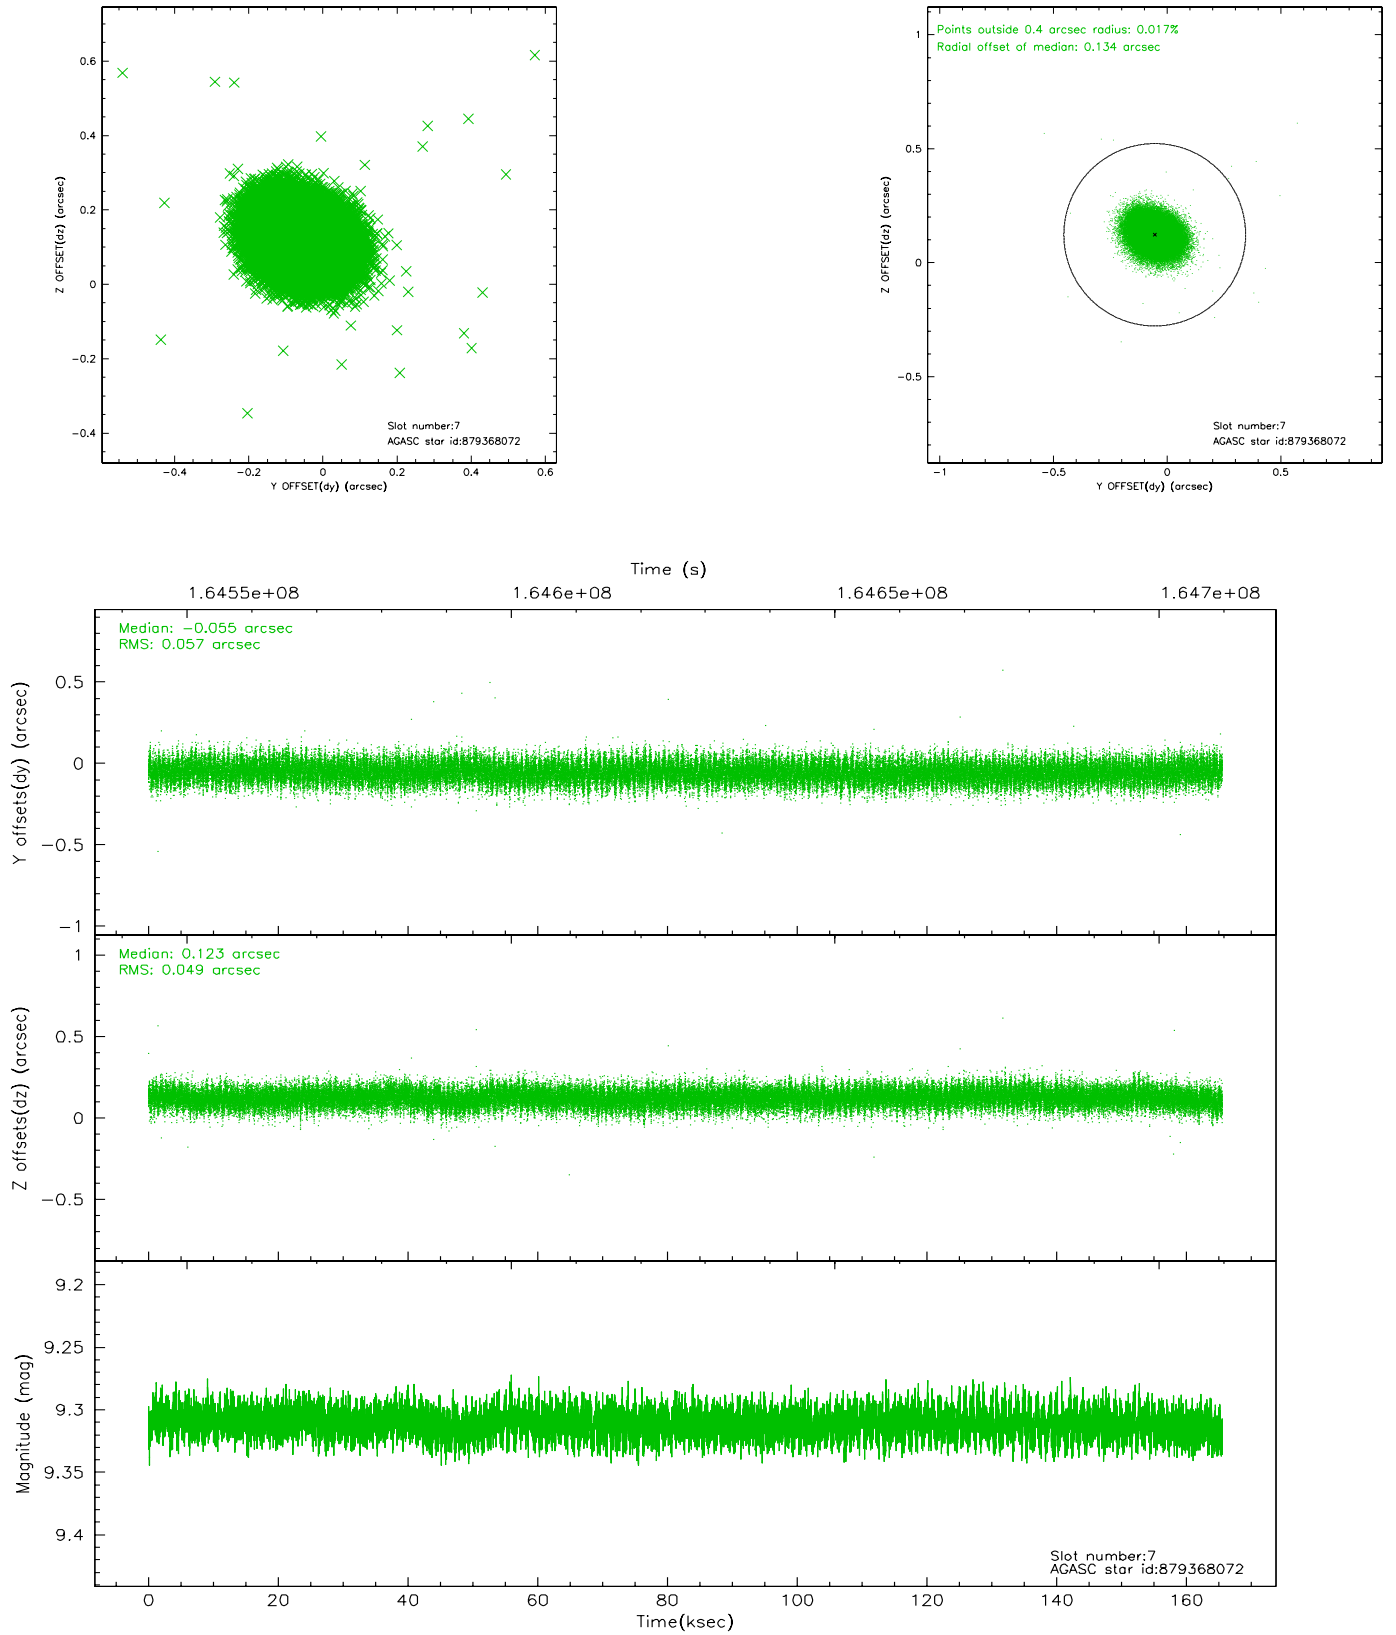 0.6
0.4
0.2
0
−0.2
−0.4
Z OFFSET(dz) (arcsec)
Slot number:7
AGASC star id:879368072
−0.4 −0.2 0 0.2 0.4 0.6
Y OFFSET(dy) (arcsec)
Points outside 0.4 arcsec radius: 0.017%
Radial offset of median: 0.134 arcsec
1
0.5
0
−0.5
Z OFFSET(dz) (arcsec)
Slot number:7
AGASC star id:879368072
−1 −0.5 0 0.5
Y OFFSET(dy) (arcsec)
Time (s)
1.6455e+08 1.646e+08 1.6465e+08 1.647e+08
Median: −0.055 arcsec
RMS: 0.057 arcsec
0.5
0
−0.5
−1
Y offsets(dy) (arcsec)
Median: 0.123 arcsec
RMS: 0.049 arcsec
1
0.5
0
−0.5
Z offsets(dz) (arcsec)
9.2
9.25
9.3
9.35
9.4
Magnitude (mag)
Slot number:7
AGASC star id:879368072
0 20 40 60 80 100 120 140 160
Time(ksec)